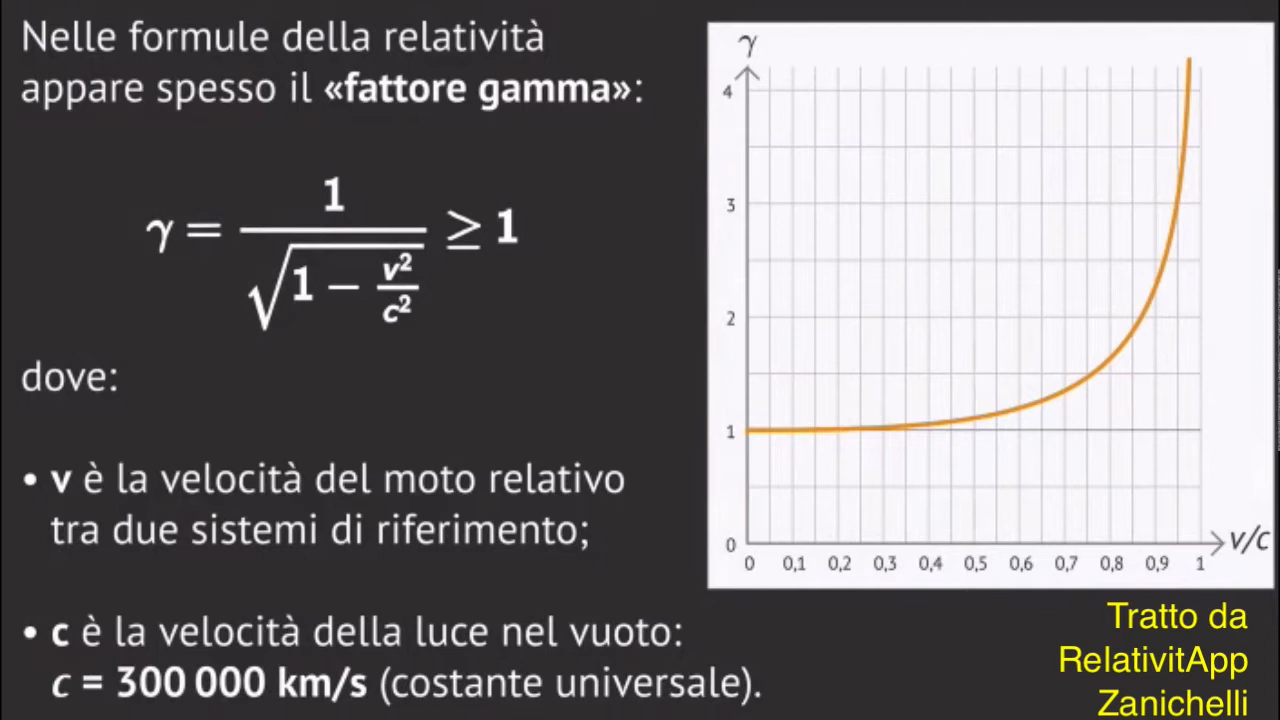 Nelle formule della relatività
appare spesso il «fattore gamma»:
γ = 1 / √(1 − v²/c²) ≥ 1
dove:
• v è la velocità del moto relativo
tra due sistemi di riferimento;
• c è la velocità della luce nel vuoto:
c = 300 000 km/s (costante universale).
γ
4
3
2
1
0
0 0,1 0,2 0,3 0,4 0,5 0,6 0,7 0,8 0,9 1
v/c
Tratto da
RelativitApp
Zanichelli